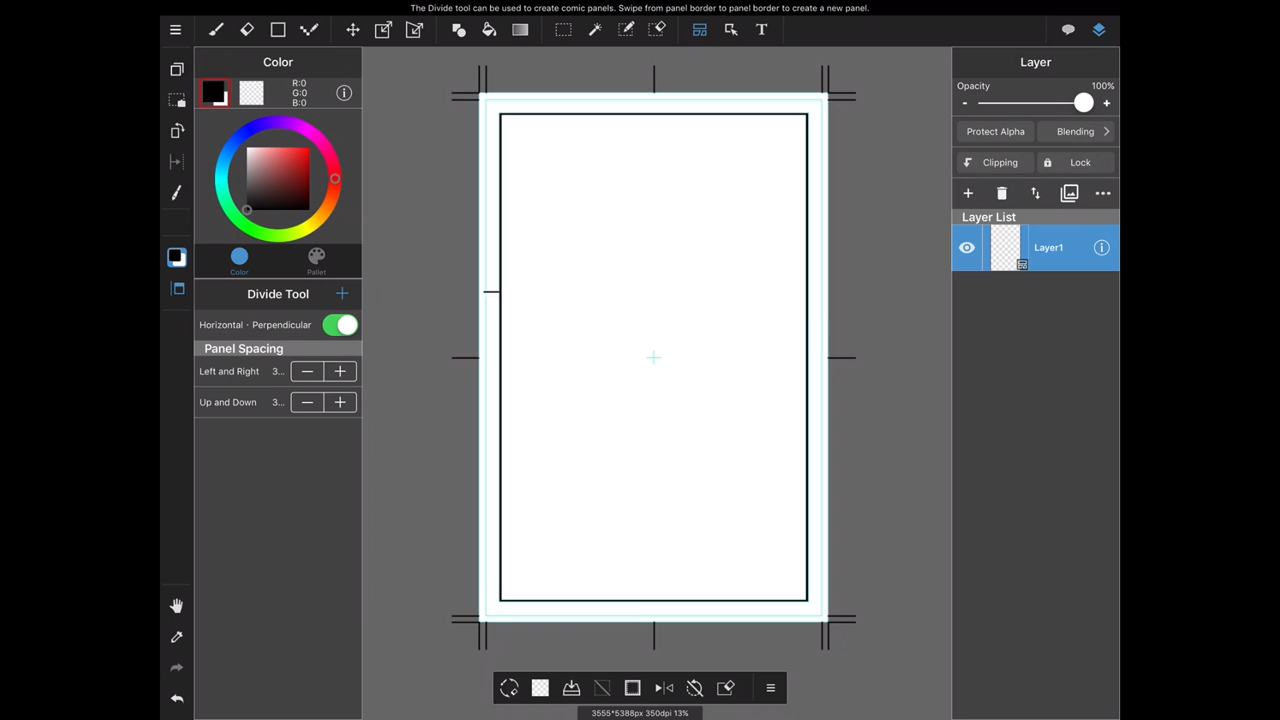 The Divide tool can be used to create comic panels. Swipe from panel border to panel border to create a new panel.
T
Color
R:0
G:0
B:0
Color
Pallet
Divide Tool
Horizontal・Perpendicular
Panel Spacing
Left and Right 3...
Up and Down 3...
Layer
Opacity 100%
Protect Alpha
Blending
Clipping
Lock
Layer List
Layer1
3555*5388px 350dpi 13%